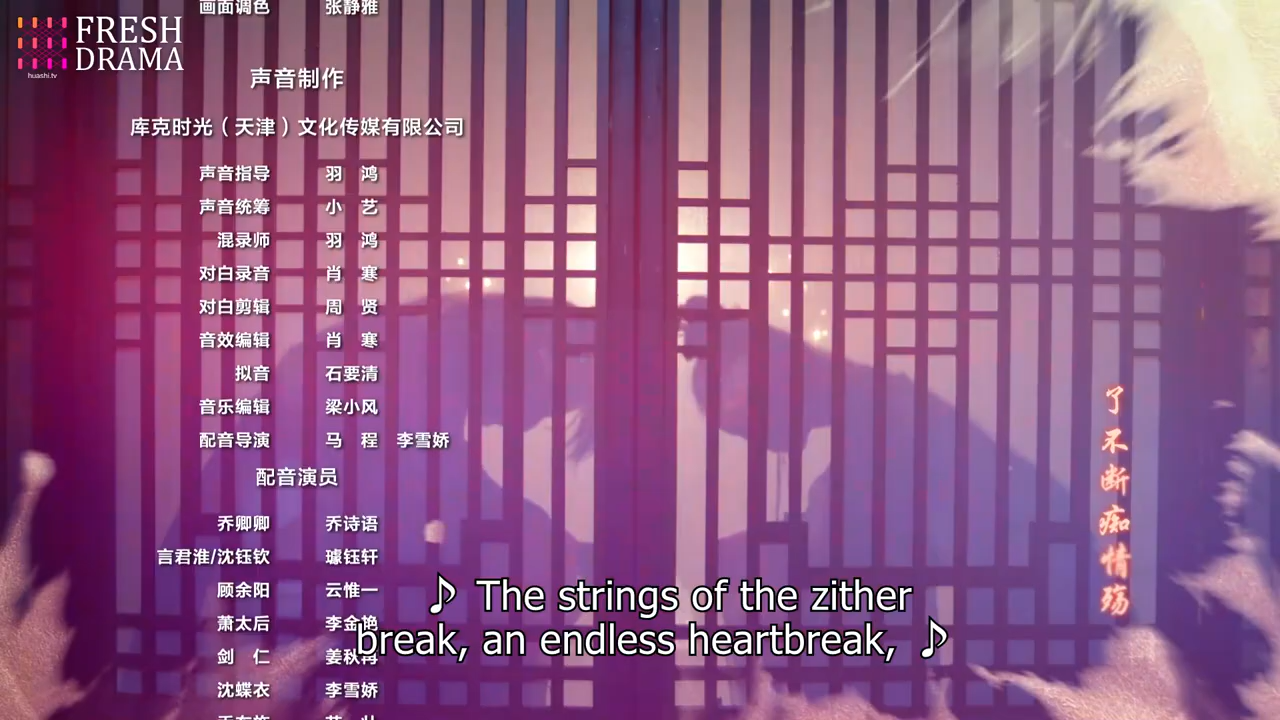 画面调色 张静雅
FRESH
DRAMA
huashi.tv
声音制作
库克时光（天津）文化传媒有限公司
声音指导 羽 鸿
声音统筹 小 艺
混录师 羽 鸿
对白录音 肖 寒
对白剪辑 周 贤
音效编辑 肖 寒
拟音 石要清
音乐编辑 梁小风
配音导演 马 程 李雪娇
配音演员
乔卿卿 乔诗语
言君淮/沈钰钦 璩钰轩
顾余阳 云惟一
萧太后 李金艳
剑 仁 姜秋再
沈蝶衣 李雪娇
了不断痴情殇
♪ The strings of the zither
break, an endless heartbreak, ♪